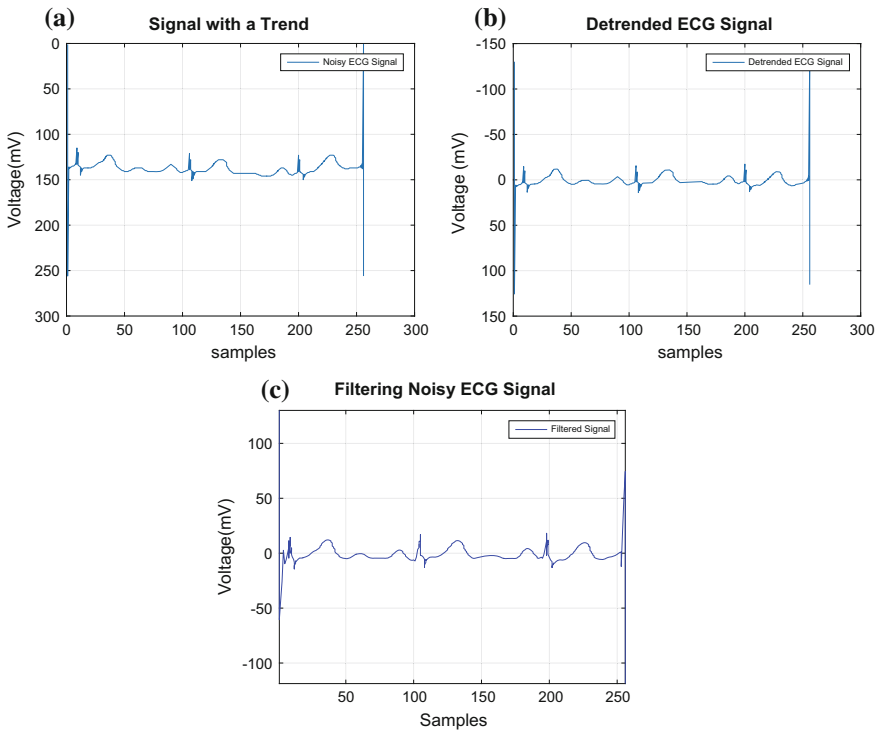 (a)
Signal with a Trend
Noisy ECG Signal
Voltage(mV)
0
50
100
150
200
250
300
0 50 100 150 200 250 300
samples
(b)
Detrended ECG Signal
Detrended ECG Signal
Voltage (mV)
-150
-100
-50
0
50
100
150
0 50 100 150 200 250 300
samples
(c)
Filtering Noisy ECG Signal
Filtered Signal
Voltage(mV)
100
50
0
-50
-100
50 100 150 200 250
Samples